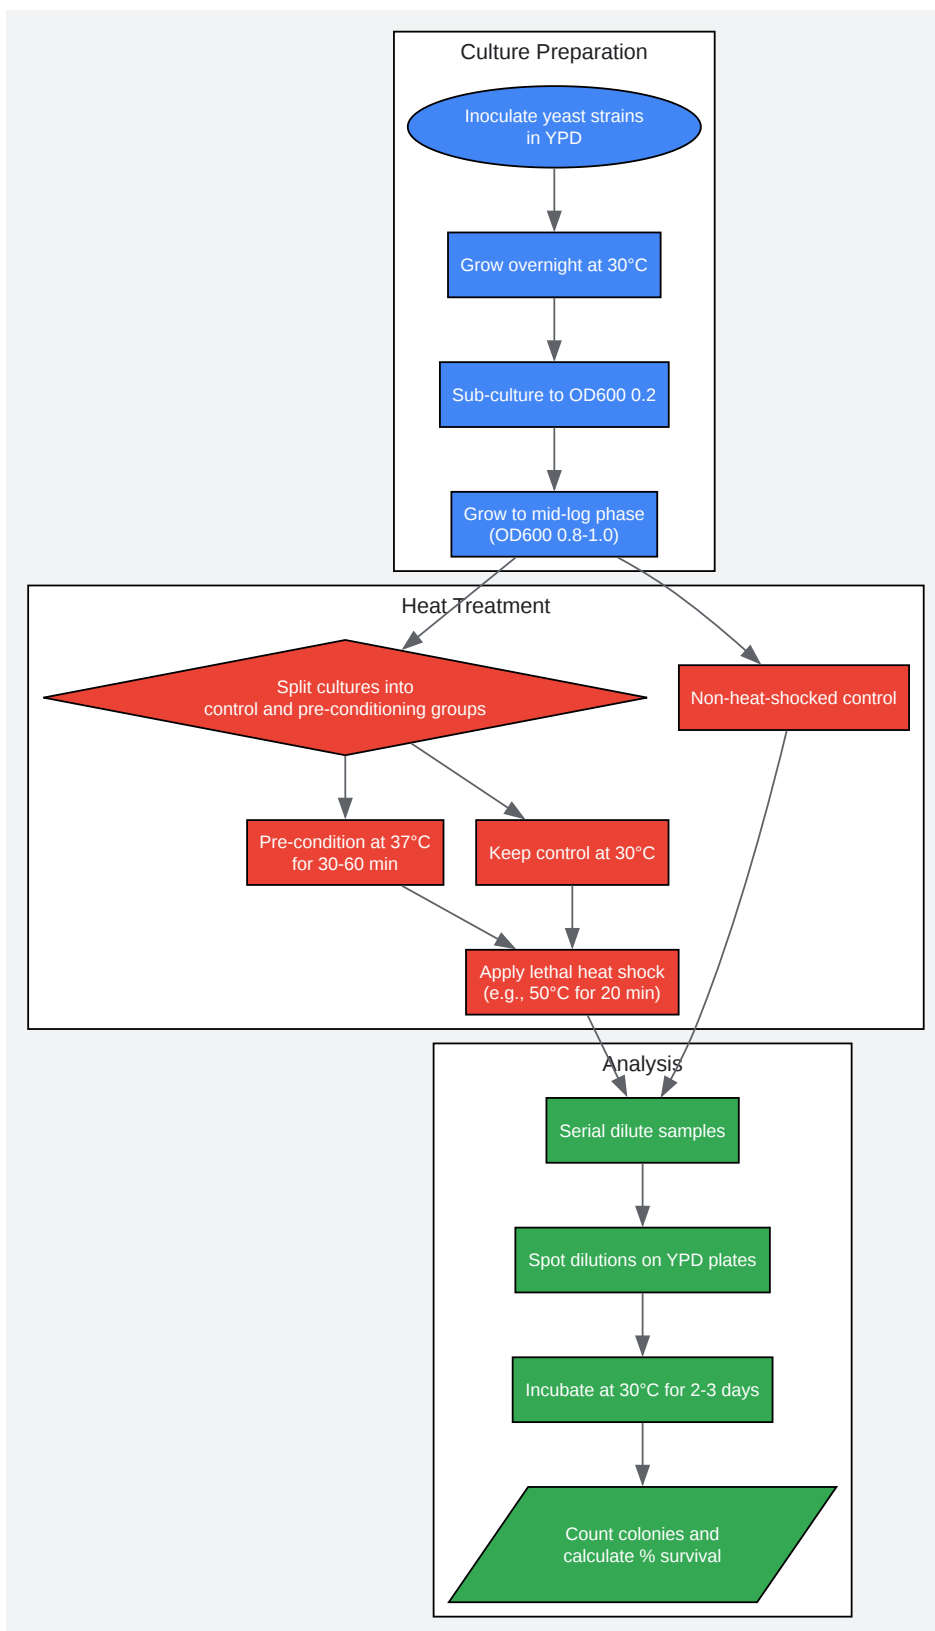 Culture Preparation
Inoculate yeast strains
in YPD
Grow overnight at 30°C
Sub-culture to OD600 0.2
Grow to mid-log phase
(OD600 0.8-1.0)
Heat Treatment
Split cultures into
control and pre-conditioning groups
Non-heat-shocked control
Pre-condition at 37°C
for 30-60 min
Keep control at 30°C
Apply lethal heat shock
(e.g., 50°C for 20 min)
Analysis
Serial dilute samples
Spot dilutions on YPD plates
Incubate at 30°C for 2-3 days
Count colonies and
calculate % survival